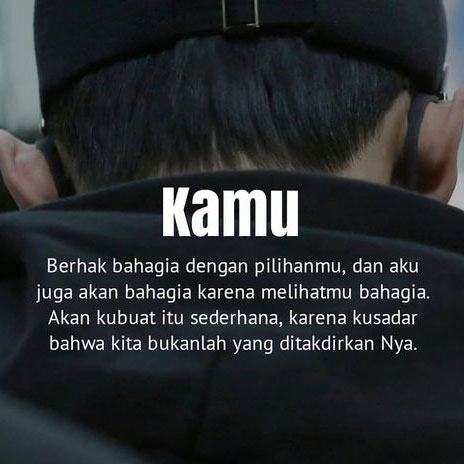 Kamu
Berhak bahagia dengan pilihanmu, dan aku
juga akan bahagia karena melihatmu bahagia.
Akan kubuat itu sederhana, karena kusadar
bahwa kita bukanlah yang ditakdirkan Nya.